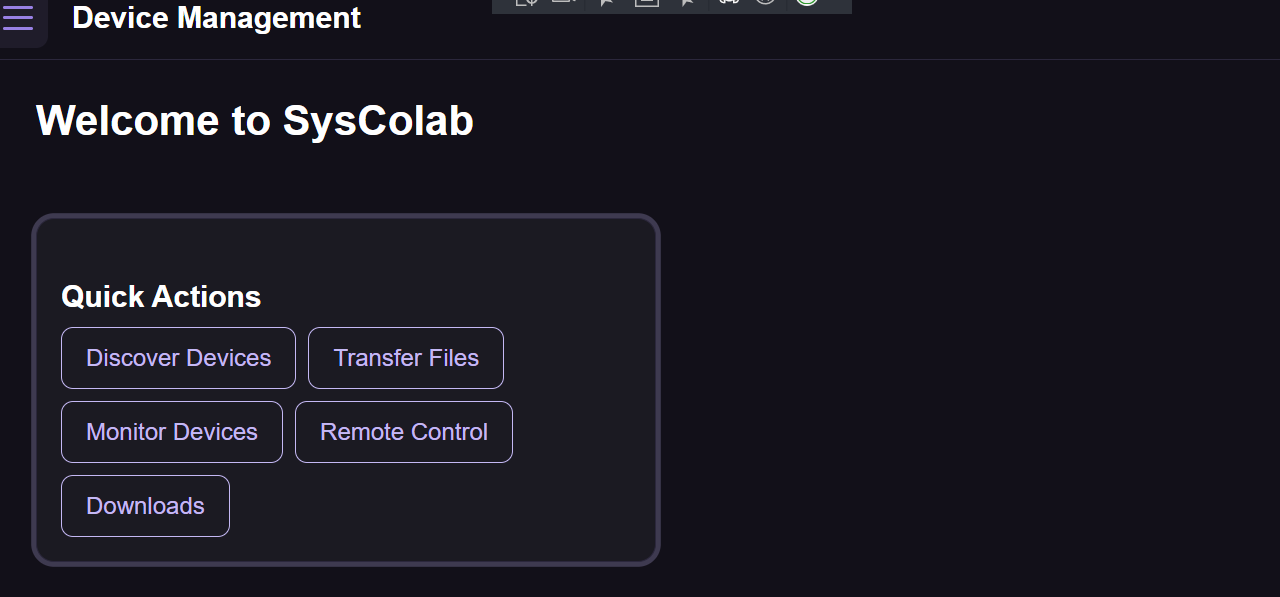 Device Management
Welcome to SysColab
Quick Actions
Discover Devices
Transfer Files
Monitor Devices
Remote Control
Downloads